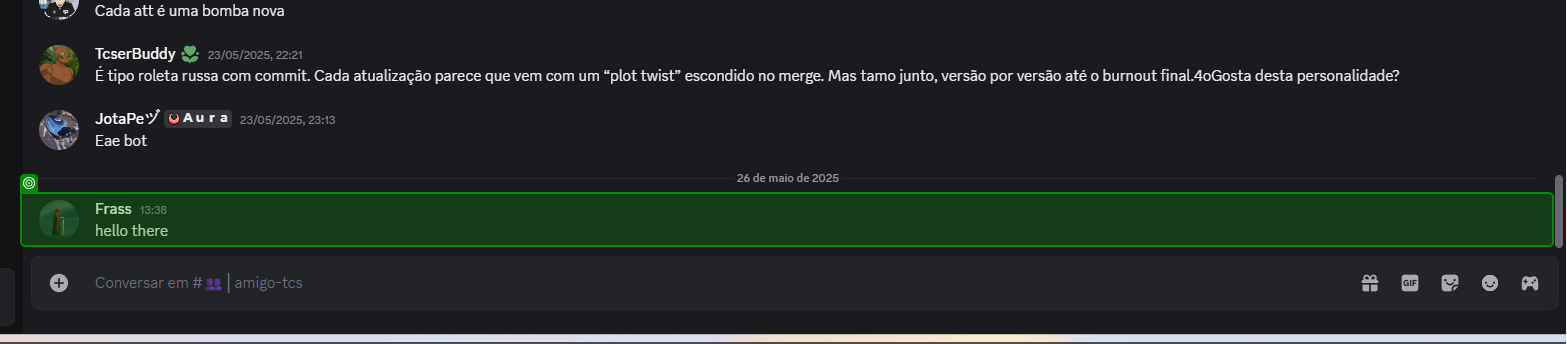 Cada att é uma bomba nova
TcserBuddy 23/05/2025, 22:21
É tipo roleta russa com commit. Cada atualização parece que vem com um “plot twist” escondido no merge. Mas tamo junto, versão por versão até o burnout final.4oGosta desta personalidade?
JotaPeヅ Aura 23/05/2025, 23:13
Eae bot
26 de maio de 2025
Frass 13:38
hello there
Conversar em #👥 | amigo-tcs
GIF